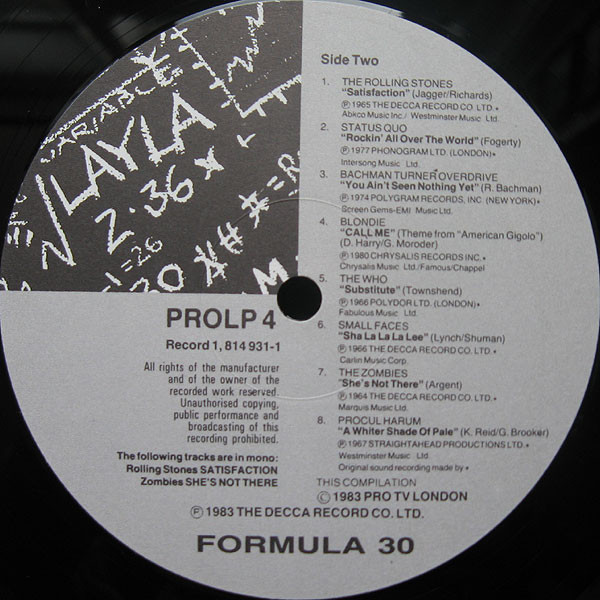 VARIABLE
√LAYLA
2·36
=26
Side Two
1. THE ROLLING STONES
"Satisfaction" (Jagger/Richards)
Ⓟ 1965 THE DECCA RECORD CO. LTD. •
Abkco Music Inc./ Westminster Music Ltd.
2. STATUS QUO
"Rockin' All Over The World" (Fogerty)
Ⓟ 1977 PHONOGRAM LTD. (LONDON) •
Intersong Music Ltd.
3. BACHMAN TURNER OVERDRIVE
"You Ain't Seen Nothing Yet" (R. Bachman)
Ⓟ 1974 POLYGRAM RECORDS, INC. (NEW YORK) •
Screen Gems-EMI Music Ltd.
4. BLONDIE
"CALL ME" (Theme from "American Gigolo")
(D. Harry/G. Moroder)
Ⓟ 1980 CHRYSALIS RECORDS INC. •
Chrysalis Music Ltd./Famous/Chappel
5. THE WHO
"Substitute" (Townshend)
Ⓟ 1966 POLYDOR LTD. (LONDON) •
Fabulous Music Ltd.
6. SMALL FACES
"Sha La La La Lee" (Lynch/Shuman)
Ⓟ 1966 THE DECCA RECORD CO. LTD. •
Carlin Music Corp.
7. THE ZOMBIES
"She's Not There" (Argent)
Ⓟ 1964 THE DECCA RECORD CO. LTD. •
Marquis Music Ltd.
8. PROCUL HARUM
"A Whiter Shade Of Pale" (K. Reid/G. Brooker)
Ⓟ 1967 STRAIGHTAHEAD PRODUCTIONS LTD. •
Westminster Music Ltd.
Original sound recording made by •
THIS COMPILATION
© 1983 PRO TV LONDON
PROLP 4
Record 1, 814 931-1
All rights of the manufacturer
and of the owner of the
recorded work reserved.
Unauthorised copying,
public performance and
broadcasting of this
recording prohibited.
The following tracks are in mono:
Rolling Stones SATISFACTION
Zombies SHE'S NOT THERE
Ⓟ 1983 THE DECCA RECORD CO. LTD.
FORMULA 30